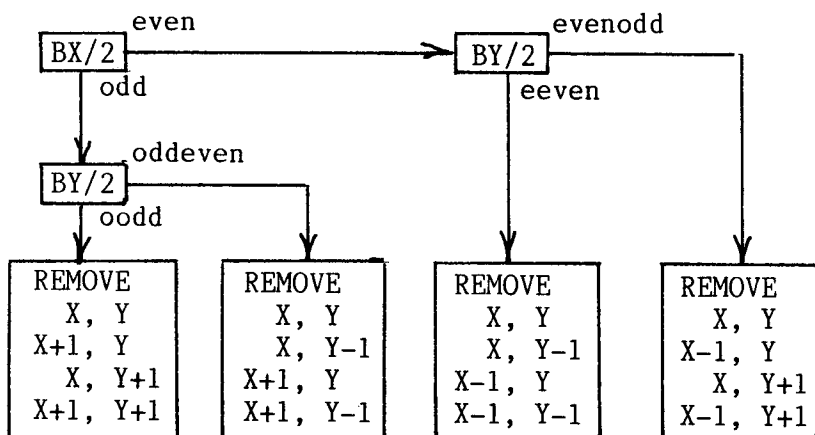 even
evenodd
BX/2
BY/2
odd
eeven
oddeven
BY/2
oodd
REMOVE
X, Y
X+1, Y
X, Y+1
X+1, Y+1
REMOVE
X, Y
X, Y-1
X+1, Y
X+1, Y-1
REMOVE
X, Y
X, Y-1
X-1, Y
X-1, Y-1
REMOVE
X, Y
X-1, Y
X, Y+1
X-1, Y+1